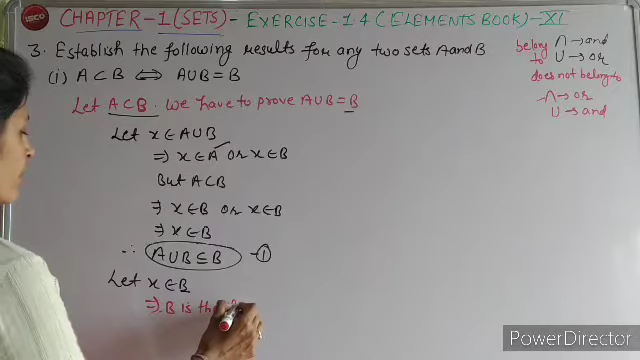 ISCO CHAPTER-1 (SETS) - EXERCISE-1.4 (ELEMENTS BOOK) - XI
3. Establish the following results for any two sets A and B
(i) A ⊂ B ⟺ A∪B = B
Let A ⊂ B. We have to prove A∪B = B
Let x ∈ A∪B
⇒ x ∈ A or x ∈ B
But A ⊂ B
⇒ x ∈ B or x ∈ B
⇒ x ∈ B
∴ A∪B ⊆ B -①
Let x ∈ B
⇒ B is the
belong to ∩ → and
∪ → or
does not belong to
∩ → or
∪ → and
PowerDirector